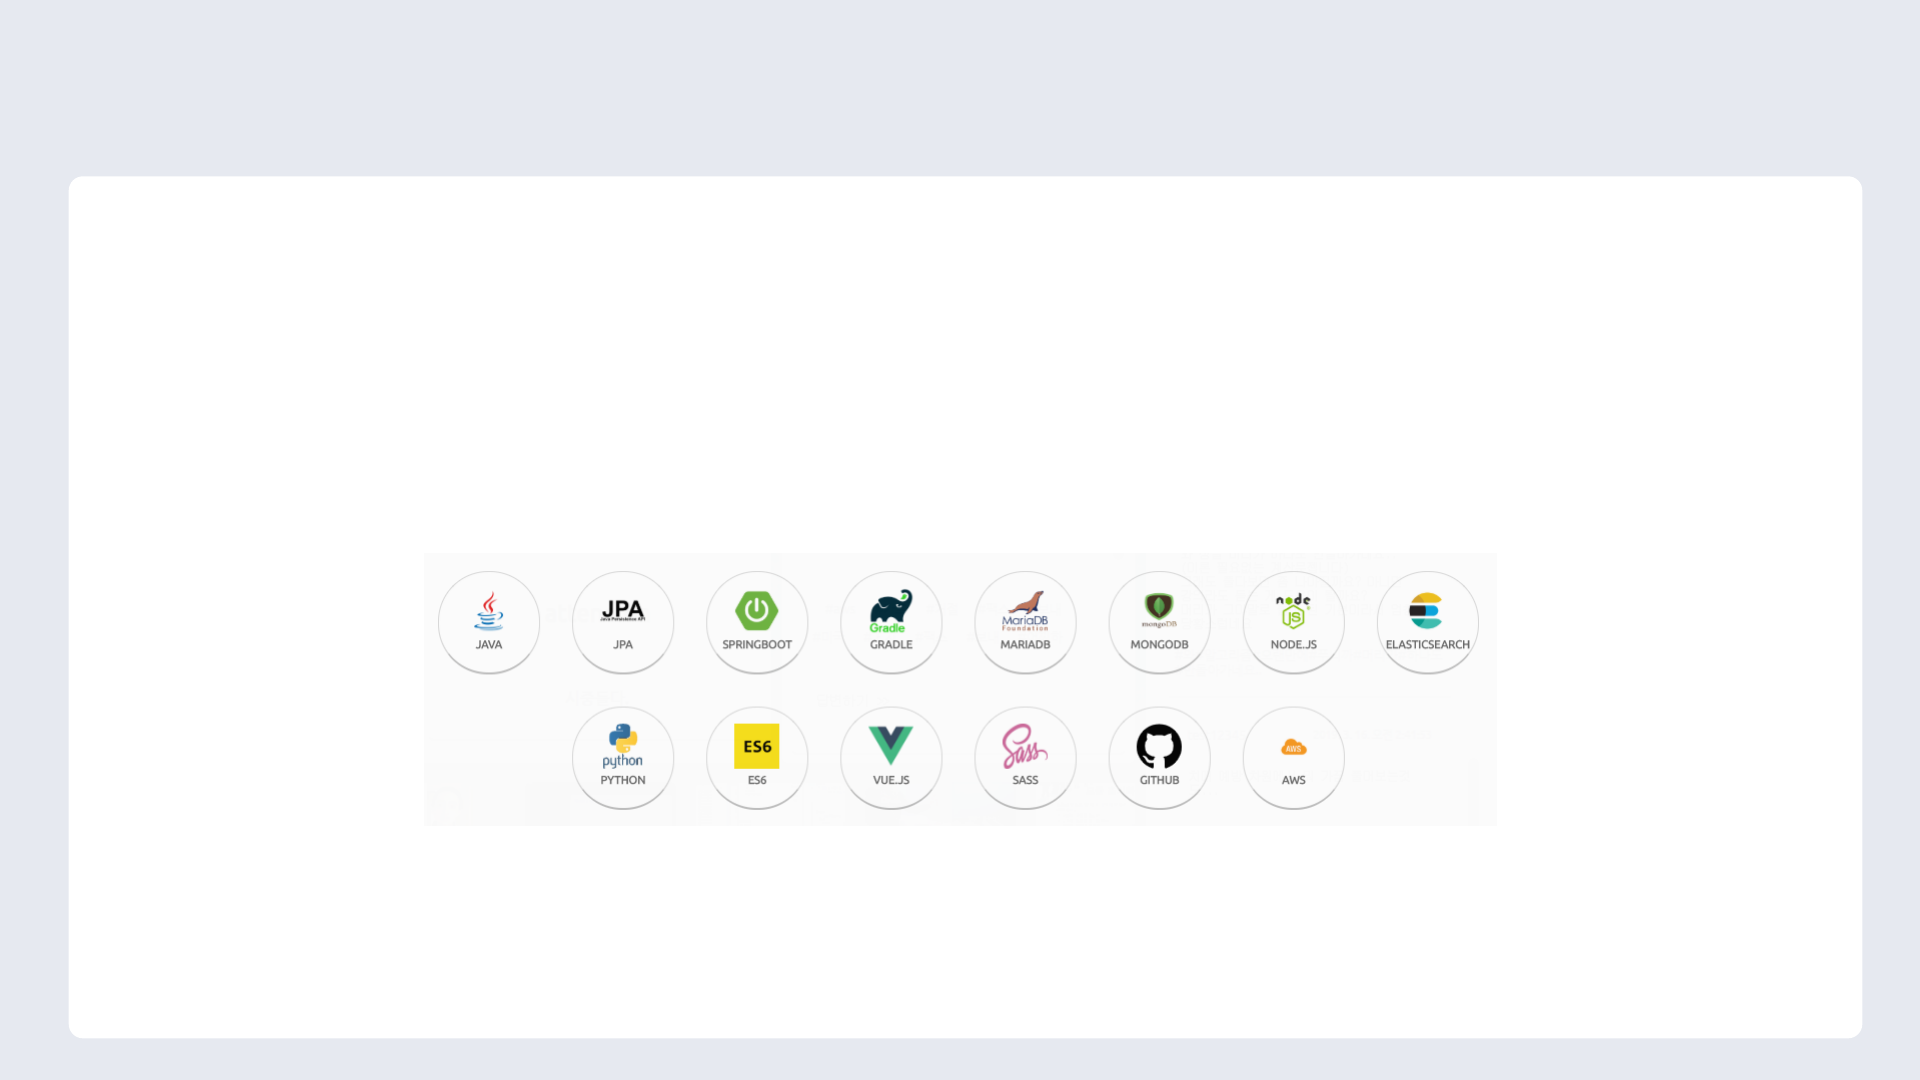 JPA
Java Persistence API
Gradle
MariaDB
Foundation
mongoDB
node
JS
JAVA
JPA
SPRINGBOOT
GRADLE
MARIADB
MONGODB
NODE.JS
ELASTICSEARCH
python
ES6
Sass
AWS
PYTHON
ES6
VUE.JS
SASS
GITHUB
AWS